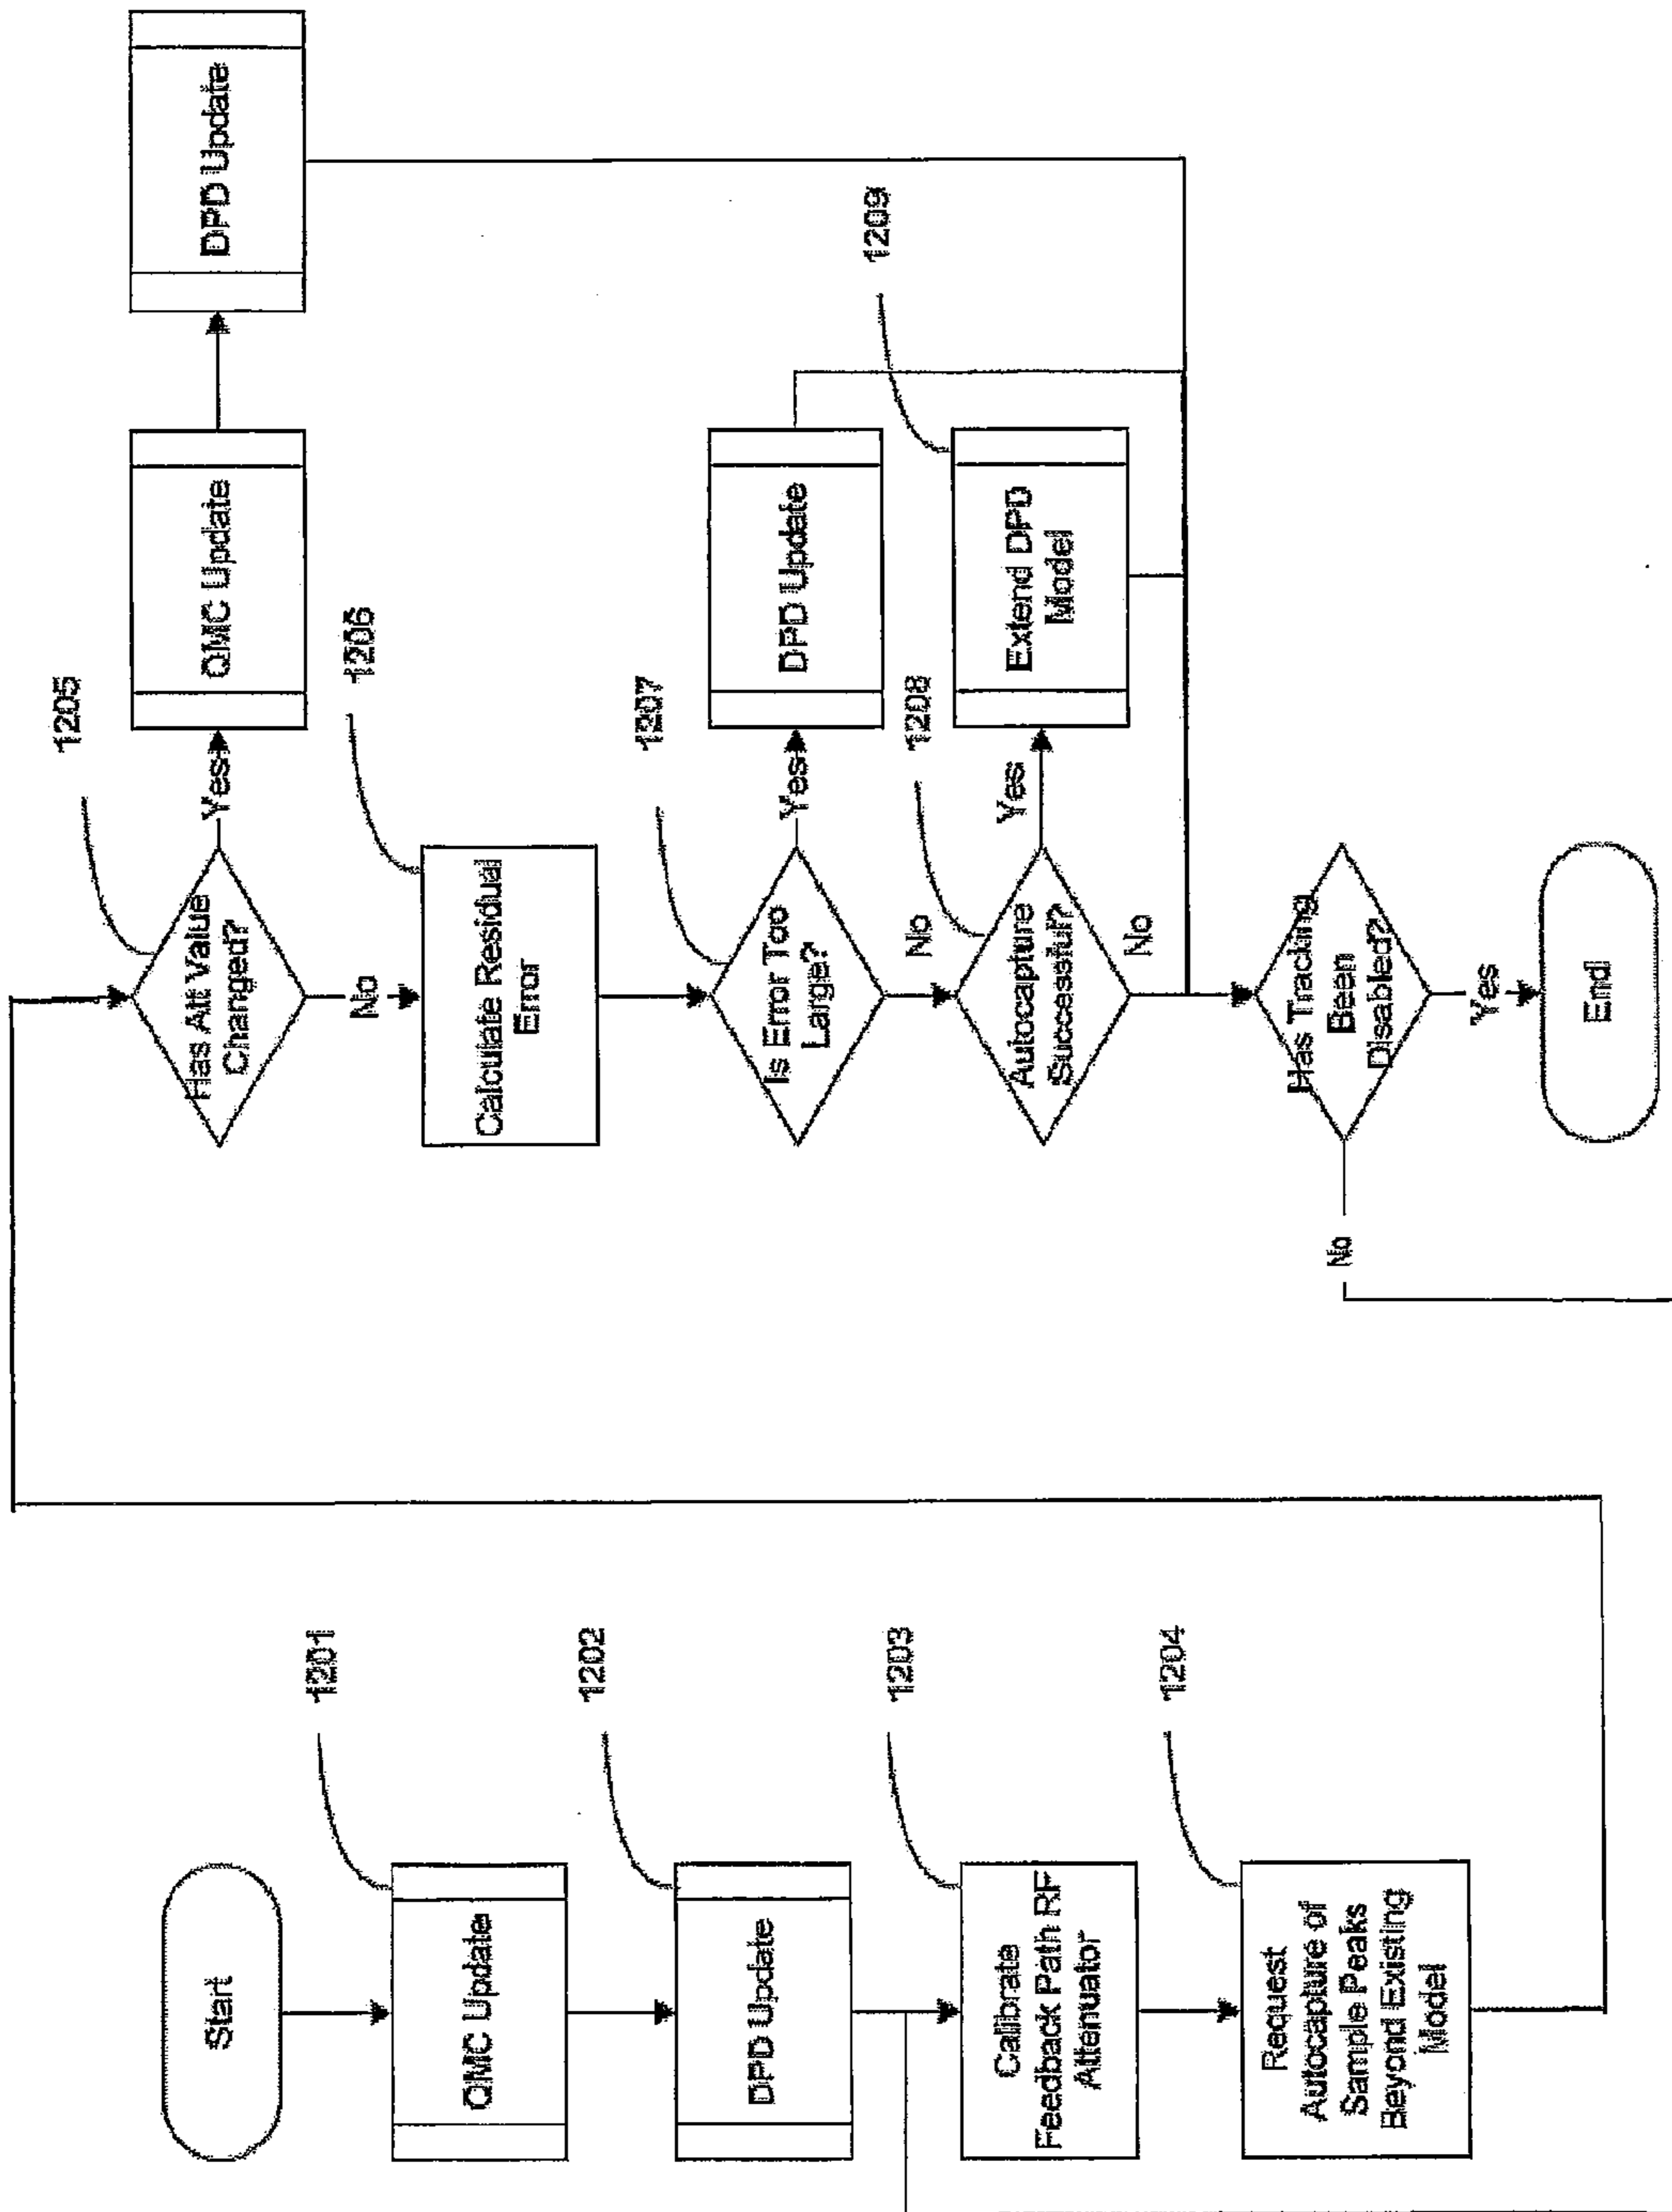 Start
1201
QMC Update
1202
DPD Update
1203
Calibrate
Feedback Path RF
Attenuator
1204
Request
Autocapture of
Sample Peaks
Beyond Existing
Model
1205
Has Att Value
Changed?
Yes
QMC Update
DPD Update
No
1206
Calculate Residual
Error
1207
Is Error Too
Large?
Yes
DPD Update
No
1208
Autocapture
Successful?
Yes
1209
Extend DPD
Model
No
Has Tracking
Been
Disabled?
No
Yes
End